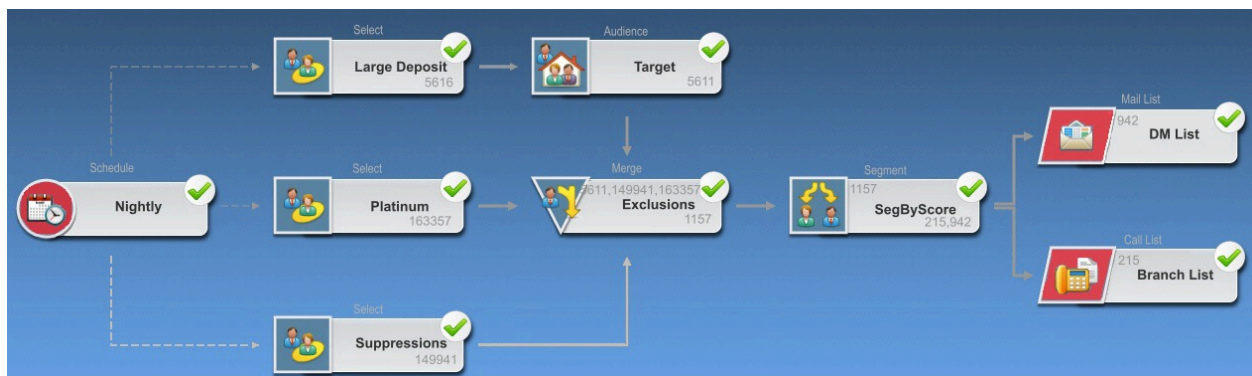 Select
Large Deposit
5616
Audience
Target
5611
Schedule
Nightly
Select
Platinum
163357
Merge
5611,149941,163357
Exclusions
1157
Segment
1157
SegByScore
215,942
Mail List
942
DM List
Call List
215
Branch List
Select
Suppressions
149941